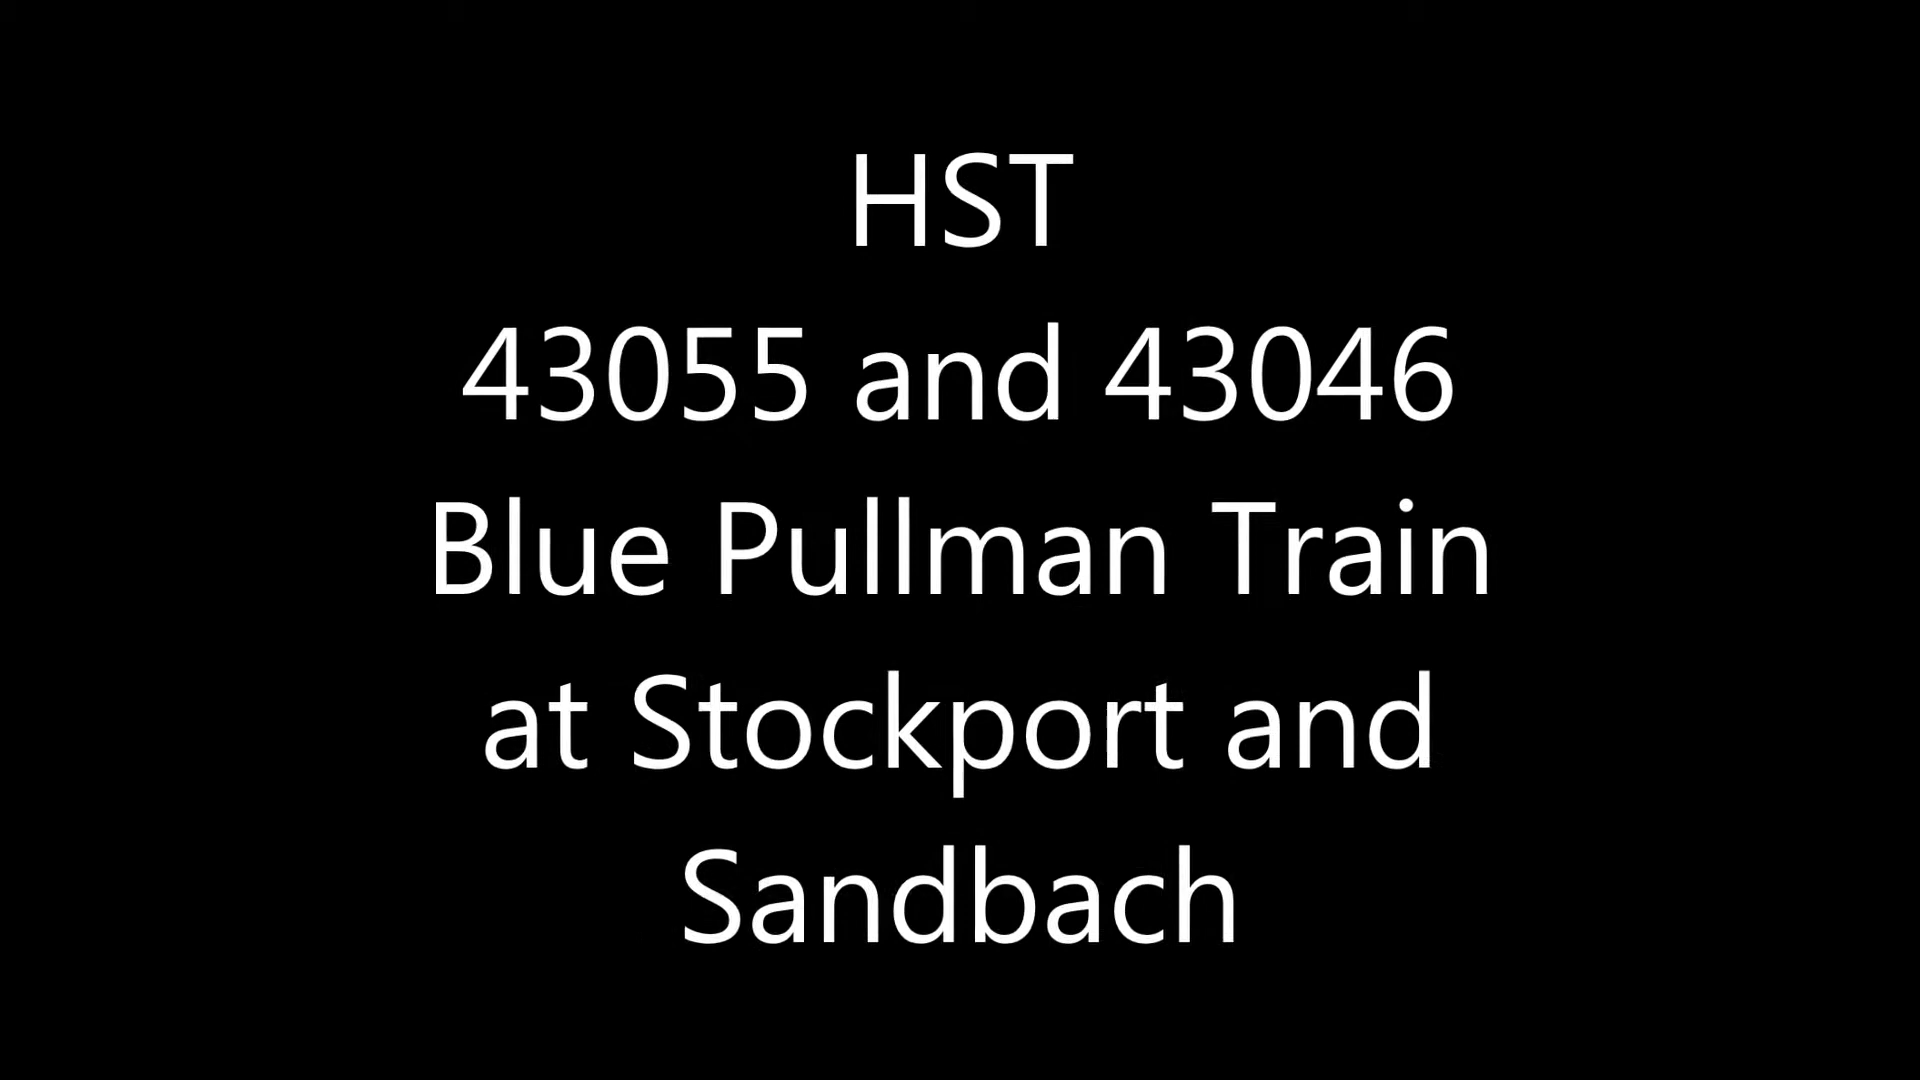 HST
43055 and 43046
Blue Pullman Train
at Stockport and
Sandbach